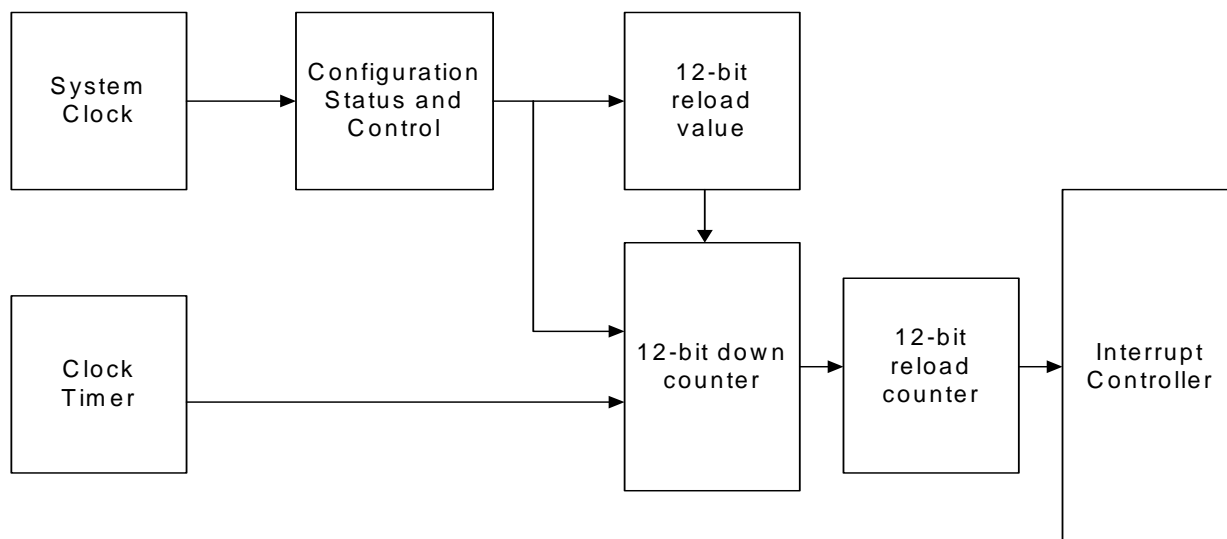 System
Clock
Configuration
Status and
Control
12-bit
reload
value
Clock
Timer
12-bit down
counter
12-bit
reload
counter
Interrupt
Controller